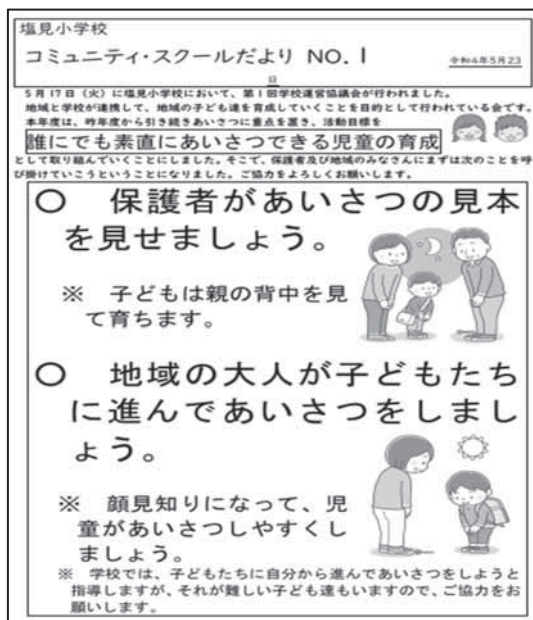 塩見小学校
コミュニティ・スクールだより NO.1
令和4年5月23
日
５月17日（火）に塩見小学校において、第１回学校運営協議会が行われました。
地域と学校が連携して、地域の子ども達を育成していくことを目的として行われている会です。
本年度は、昨年度から引き続きあいさつに重点を置き、活動目標を
誰にでも素直にあいさつできる児童の育成
として取り組んでいくことにしました。そこで、保護者及び地域のみなさんにまずは次のことを呼
び掛けていこうということになりました。ご協力をよろしくお願いします。
○　保護者があいさつの見本
を見せましょう。
※　子どもは親の背中を見
て育ちます。
○　地域の大人が子どもたち
に進んであいさつをしまし
ょう。
※　顔見知りになって、児
童があいさつしやすくし
ましょう。
※　学校では、子どもたちに自分から進んであいさつをしようと
指導しますが、それが難しい子ども達もいますので、ご協力をお
願いします。